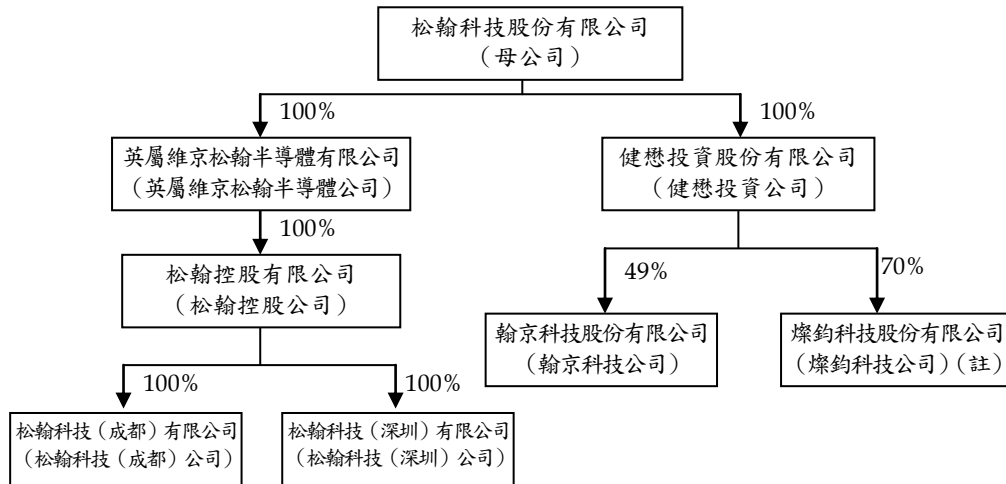 松翰科技股份有限公司
（母公司）
100%
100%
英屬維京松翰半導體有限公司
（英屬維京松翰半導體公司）
健懋投資股份有限公司
（健懋投資公司）
100%
49%
70%
松翰控股有限公司
（松翰控股公司）
翰京科技股份有限公司
（翰京科技公司）
燦鈞科技股份有限公司
（燦鈞科技公司）（註）
100%
100%
松翰科技（成都）有限公司
（松翰科技（成都）公司）
松翰科技（深圳）有限公司
（松翰科技（深圳）公司）